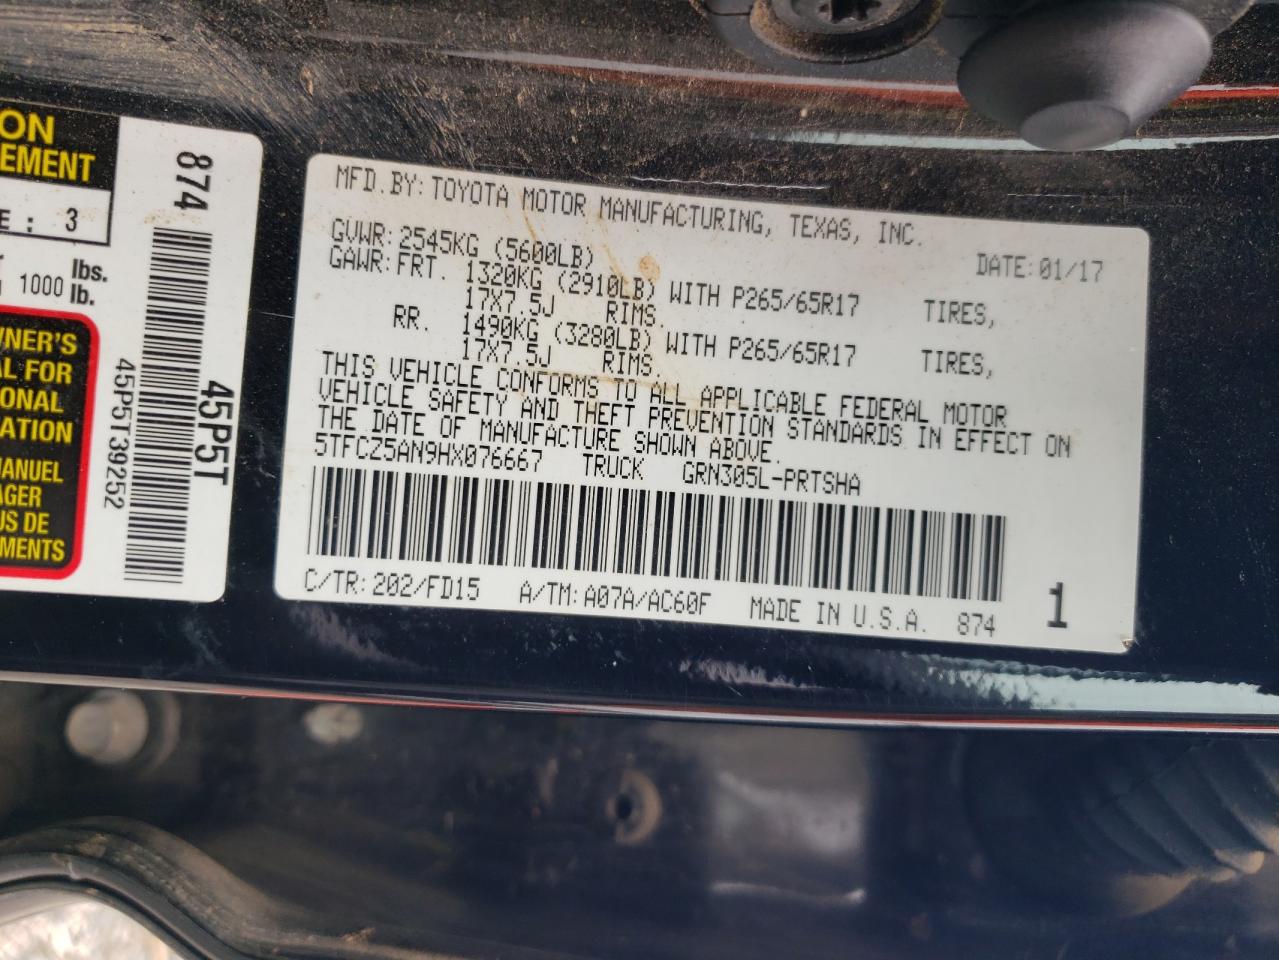 ON
EMENT
E : 3
1000 lbs.
lb.
WNER'S
AL FOR
ONAL
ATION
MANUEL
AGER
US DE
EMENTS
874
45P5T39252
45P5T
MFD.BY:TOYOTA MOTOR MANUFACTURING, TEXAS, INC.
GVWR:2545KG (5600LB) DATE:01/17
GAWR:FRT. 1320KG (2910LB) WITH P265/65R17 TIRES,
17X7.5J RIMS.
RR. 1490KG (3280LB) WITH P265/65R17 TIRES,
17X7.5J RIMS.
THIS VEHICLE CONFORMS TO ALL APPLICABLE FEDERAL MOTOR
VEHICLE SAFETY AND THEFT PREVENTION STANDARDS IN EFFECT ON
THE DATE OF MANUFACTURE SHOWN ABOVE.
5TFCZ5AN9HX076667 TRUCK GRN305L-PRTSHA
C/TR:202/FD15 A/TM:A07A/AC60F MADE IN U.S.A. 874 1